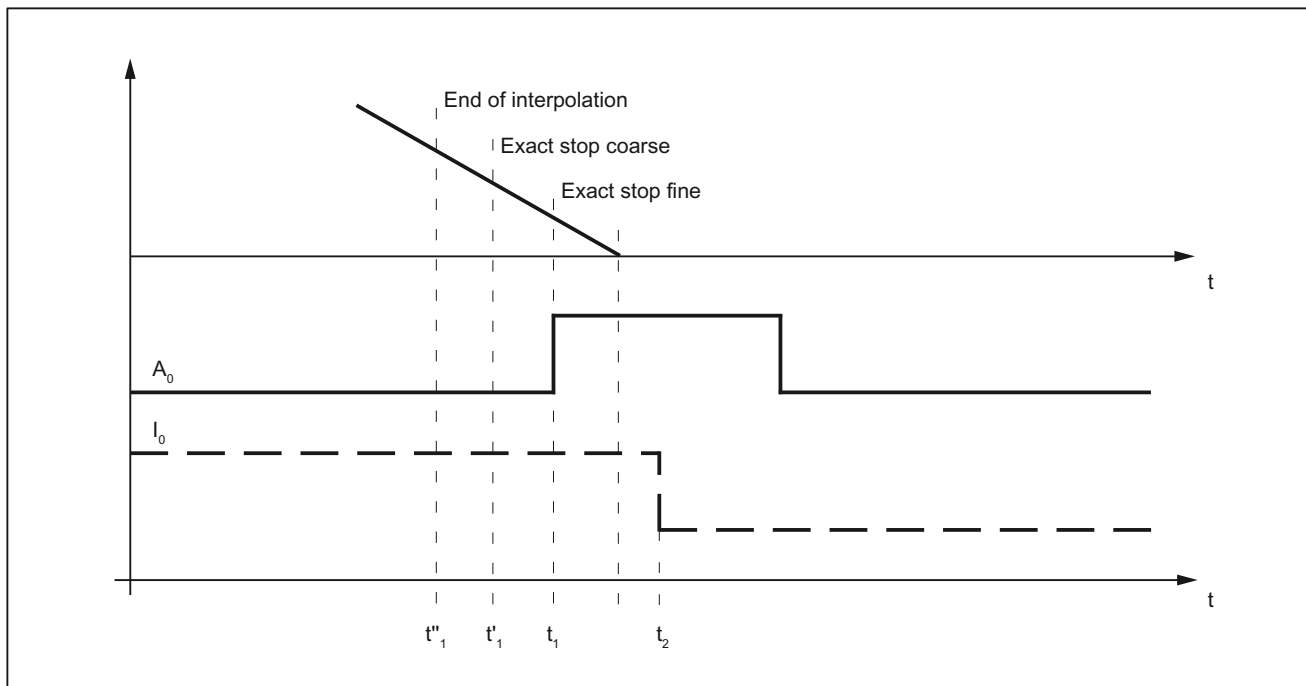 End of interpolation
Exact stop coarse
Exact stop fine
t
A₀
I₀
t
t"₁ t'₁ t₁ t₂